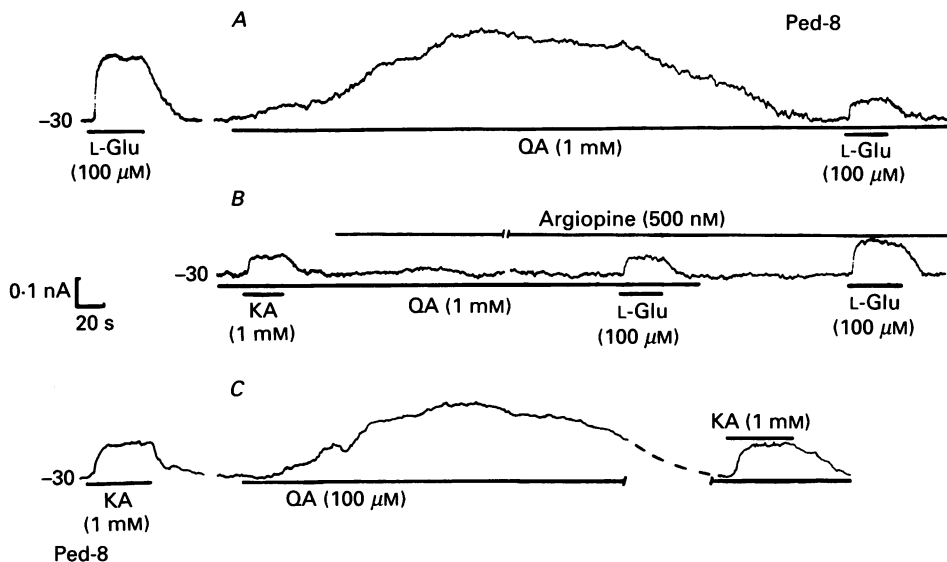 A
Ped-8
−30
L-Glu
(100 μM)
QA (1 mM)
L-Glu
(100 μM)
B
Argiopine (500 nM)
−30
0·1 nA
20 s
KA
(1 mM)
QA (1 mM)
L-Glu
(100 μM)
L-Glu
(100 μM)
C
KA (1 mM)
−30
KA
(1 mM)
QA (100 μM)
Ped-8